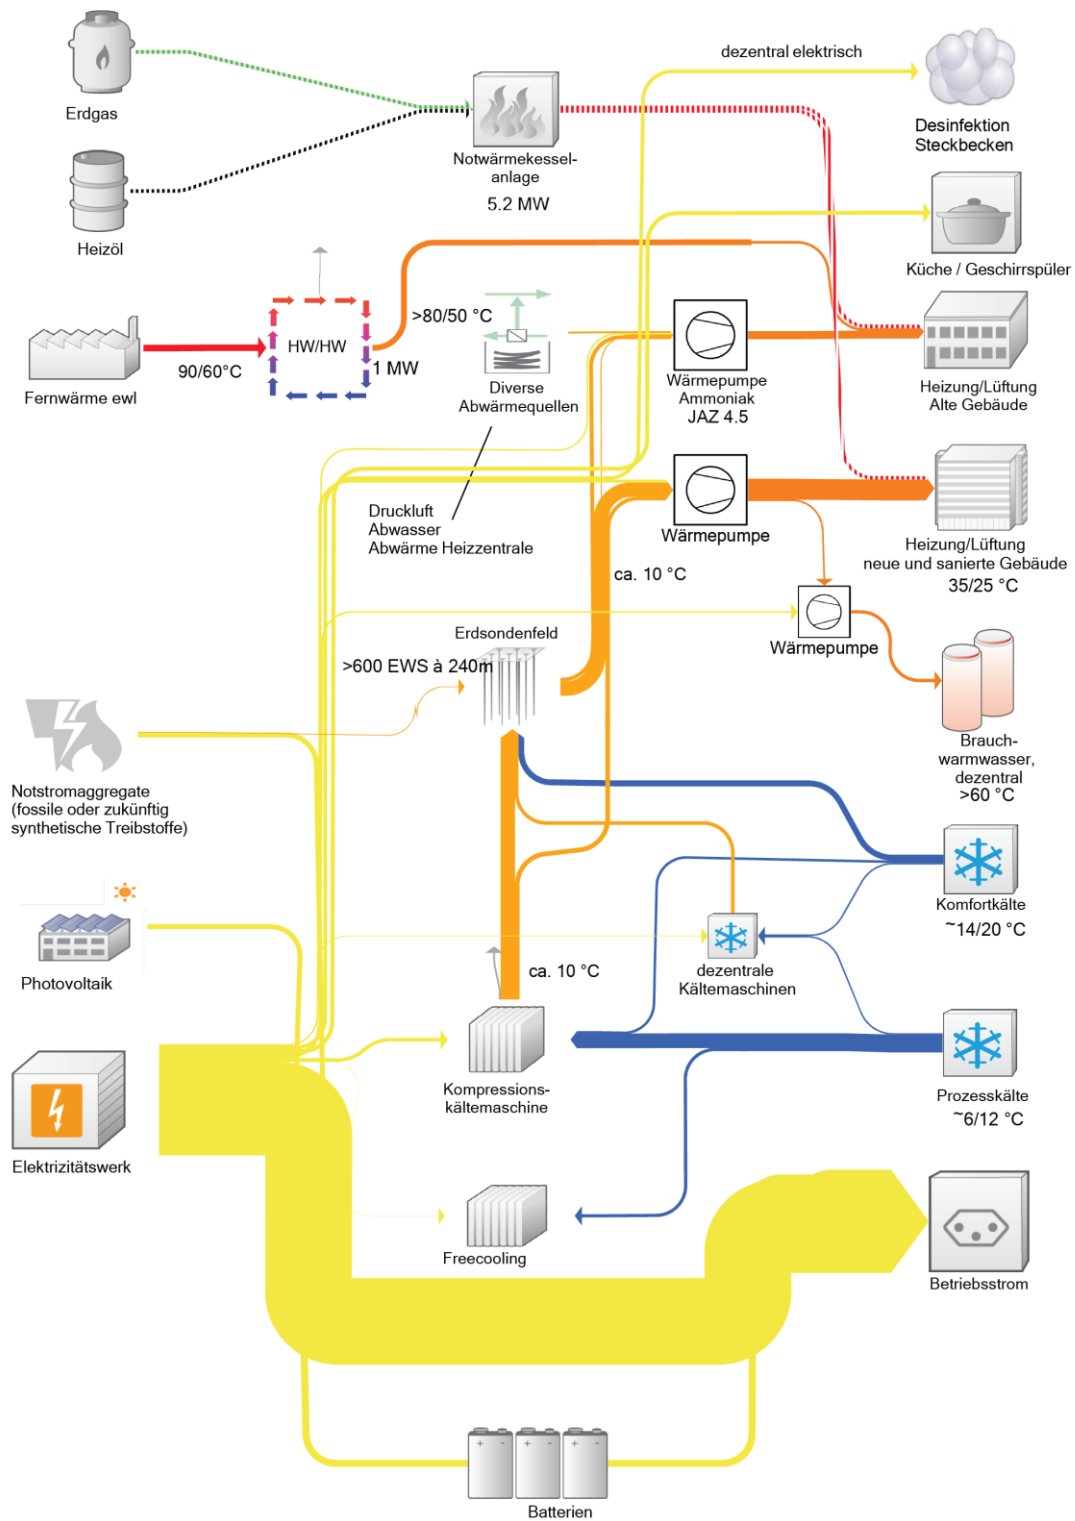 dezentral elektrisch
Erdgas
Desinfektion
Steckbecken
Notwärmekessel-
anlage
5.2 MW
Heizöl
Küche / Geschirrspüler
>80/50 °C
HW/HW
1 MW
90/60°C
Fernwärme ewl
Diverse
Abwärmequellen
Wärmepumpe
Ammoniak
JAZ 4.5
Heizung/Lüftung
Alte Gebäude
Druckluft
Abwasser
Abwärme Heizzentrale
Wärmepumpe
Heizung/Lüftung
neue und sanierte Gebäude
35/25 °C
ca. 10 °C
Erdsondenfeld
>600 EWS à 240m
Wärmepumpe
Brauch-
warmwasser,
dezentral
>60 °C
Notstromaggregate
(fossile oder zukünftig
synthetische Treibstoffe)
Komfortkälte
~14/20 °C
Photovoltaik
ca. 10 °C
dezentrale
Kältemaschinen
Kompressions-
kältemaschine
Prozesskälte
~6/12 °C
Elektrizitätswerk
Freecooling
Betriebsstrom
+ - + - + -
Batterien